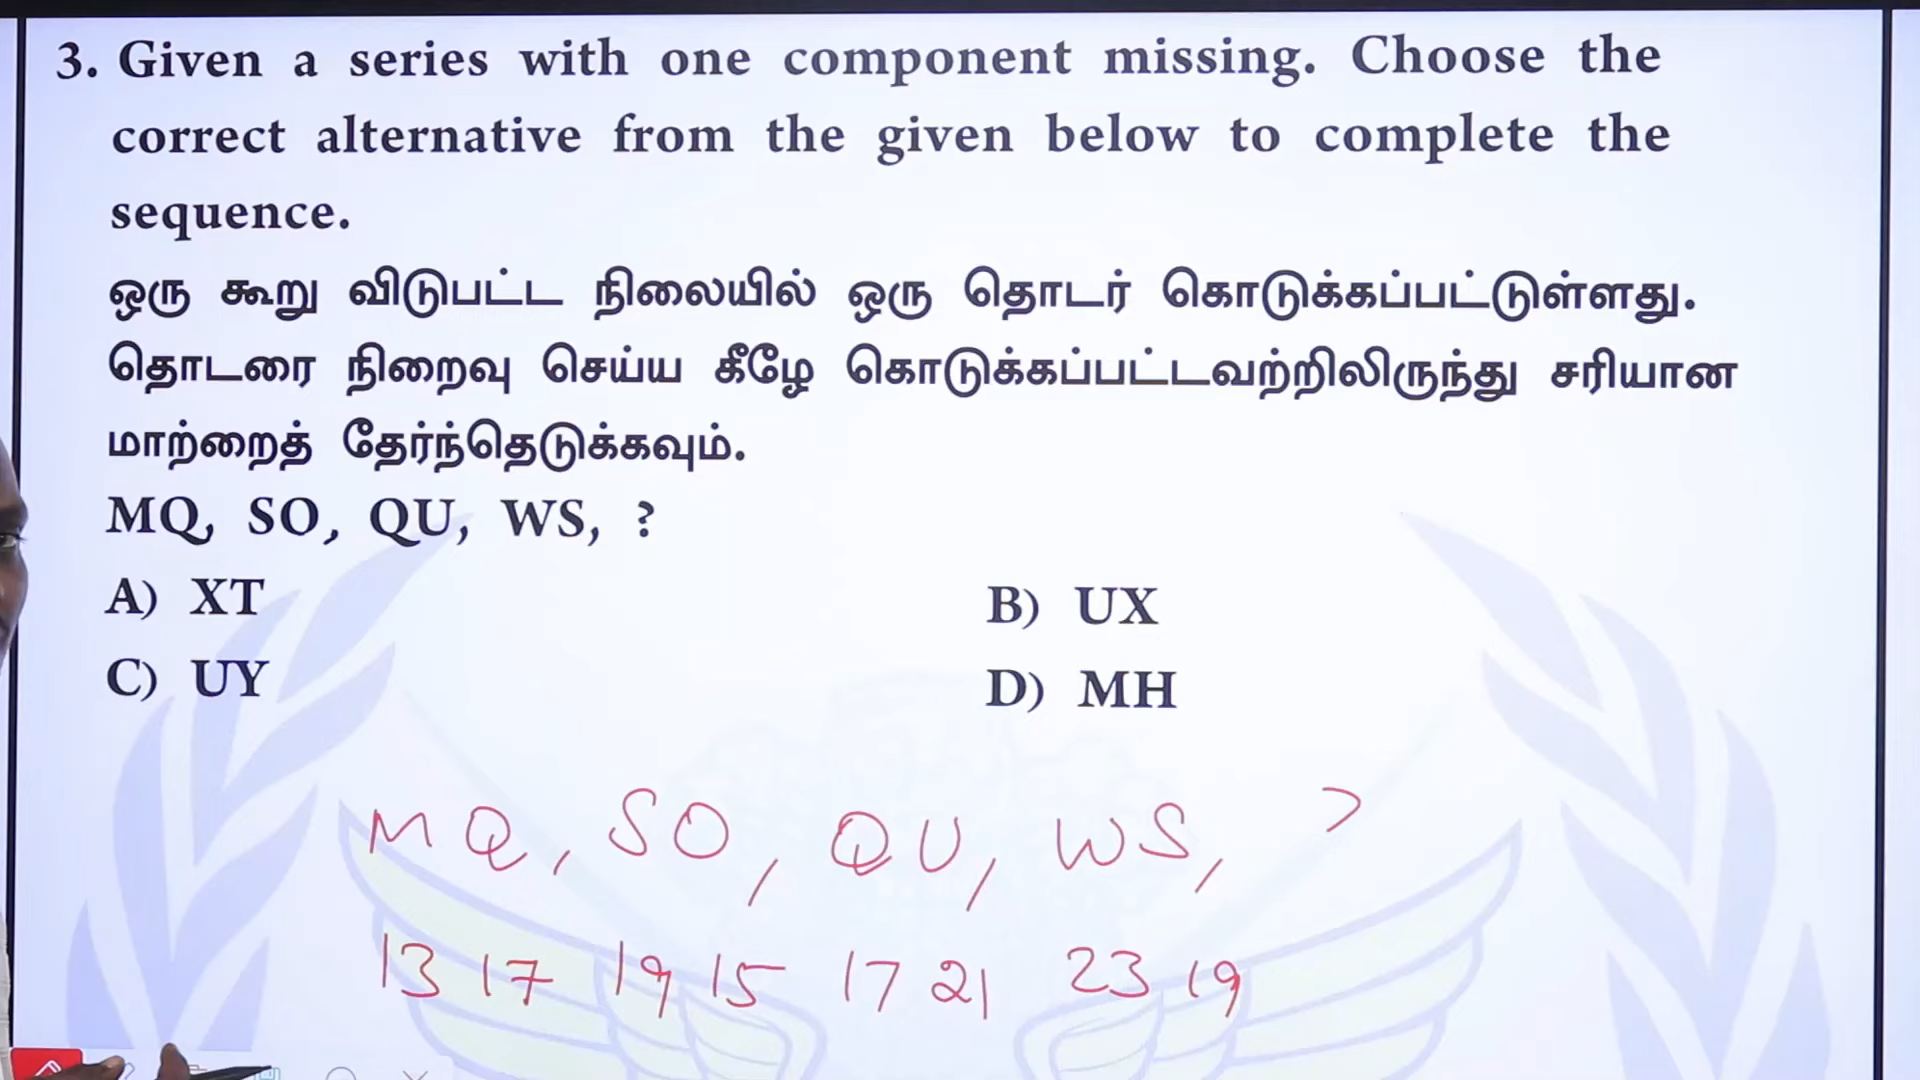 3. Given a series with one component missing. Choose the
correct alternative from the given below to complete the
sequence.
ஒரு கூறு விடுபட்ட நிலையில் ஒரு தொடர் கொடுக்கப்பட்டுள்ளது.
தொடரை நிறைவு செய்ய கீழே கொடுக்கப்பட்டவற்றிலிருந்து சரியான
மாற்றைத் தேர்ந்தெடுக்கவும்.
MQ, SO, QU, WS, ?
A) XT B) UX
C) UY D) MH
MQ, SO, QU, WS, ?
13 17 19 15 17 21 23 19